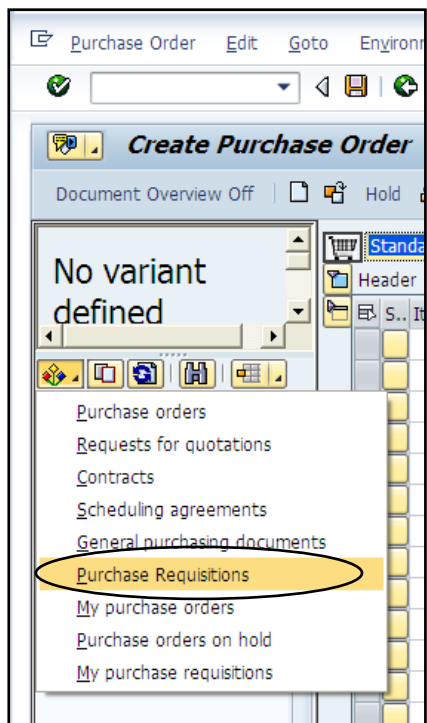 Purchase Order Edit Goto Environ
Create Purchase Order
Document Overview Off Hold
No variant
defined
Standa
Header
S.. It
Purchase orders
Requests for quotations
Contracts
Scheduling agreements
General purchasing documents
Purchase Requisitions
My purchase orders
Purchase orders on hold
My purchase requisitions